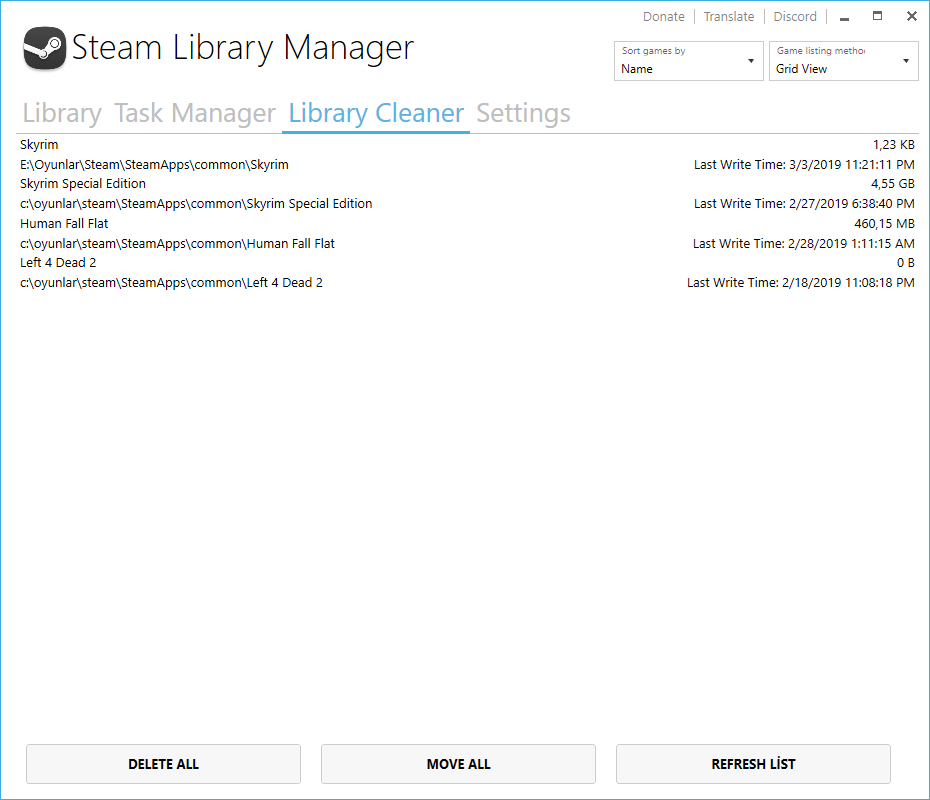 Donate | Translate | Discord
Steam Library Manager
Sort games by
Name
Game listing metho
Grid View
Library Task Manager Library Cleaner Settings
Skyrim 1,23 KB
E:\Oyunlar\Steam\SteamApps\common\Skyrim Last Write Time: 3/3/2019 11:21:11 PM
Skyrim Special Edition 4,55 GB
c:\oyunlar\steam\SteamApps\common\Skyrim Special Edition Last Write Time: 2/27/2019 6:38:40 PM
Human Fall Flat 460,15 MB
c:\oyunlar\steam\SteamApps\common\Human Fall Flat Last Write Time: 2/28/2019 1:11:15 AM
Left 4 Dead 2 0 B
c:\oyunlar\steam\SteamApps\common\Left 4 Dead 2 Last Write Time: 2/18/2019 11:08:18 PM
DELETE ALL MOVE ALL REFRESH LİST